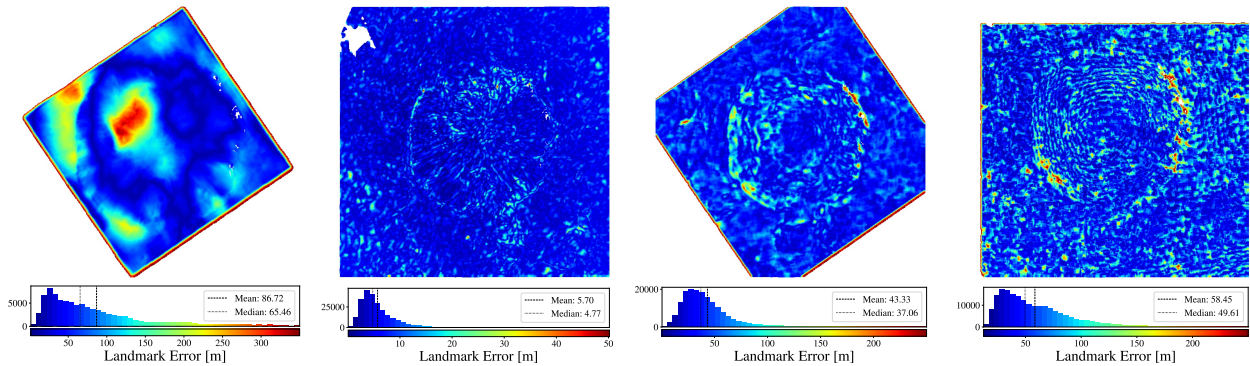 5000
0
Mean: 86.72
Median: 65.46
50 100 150 200 250 300
Landmark Error [m]
25000
0
Mean: 5.70
Median: 4.77
10 20 30 40 50
Landmark Error [m]
20000
10000
0
Mean: 43.33
Median: 37.06
50 100 150 200
Landmark Error [m]
10000
0
Mean: 58.45
Median: 49.61
50 100 150 200
Landmark Error [m]